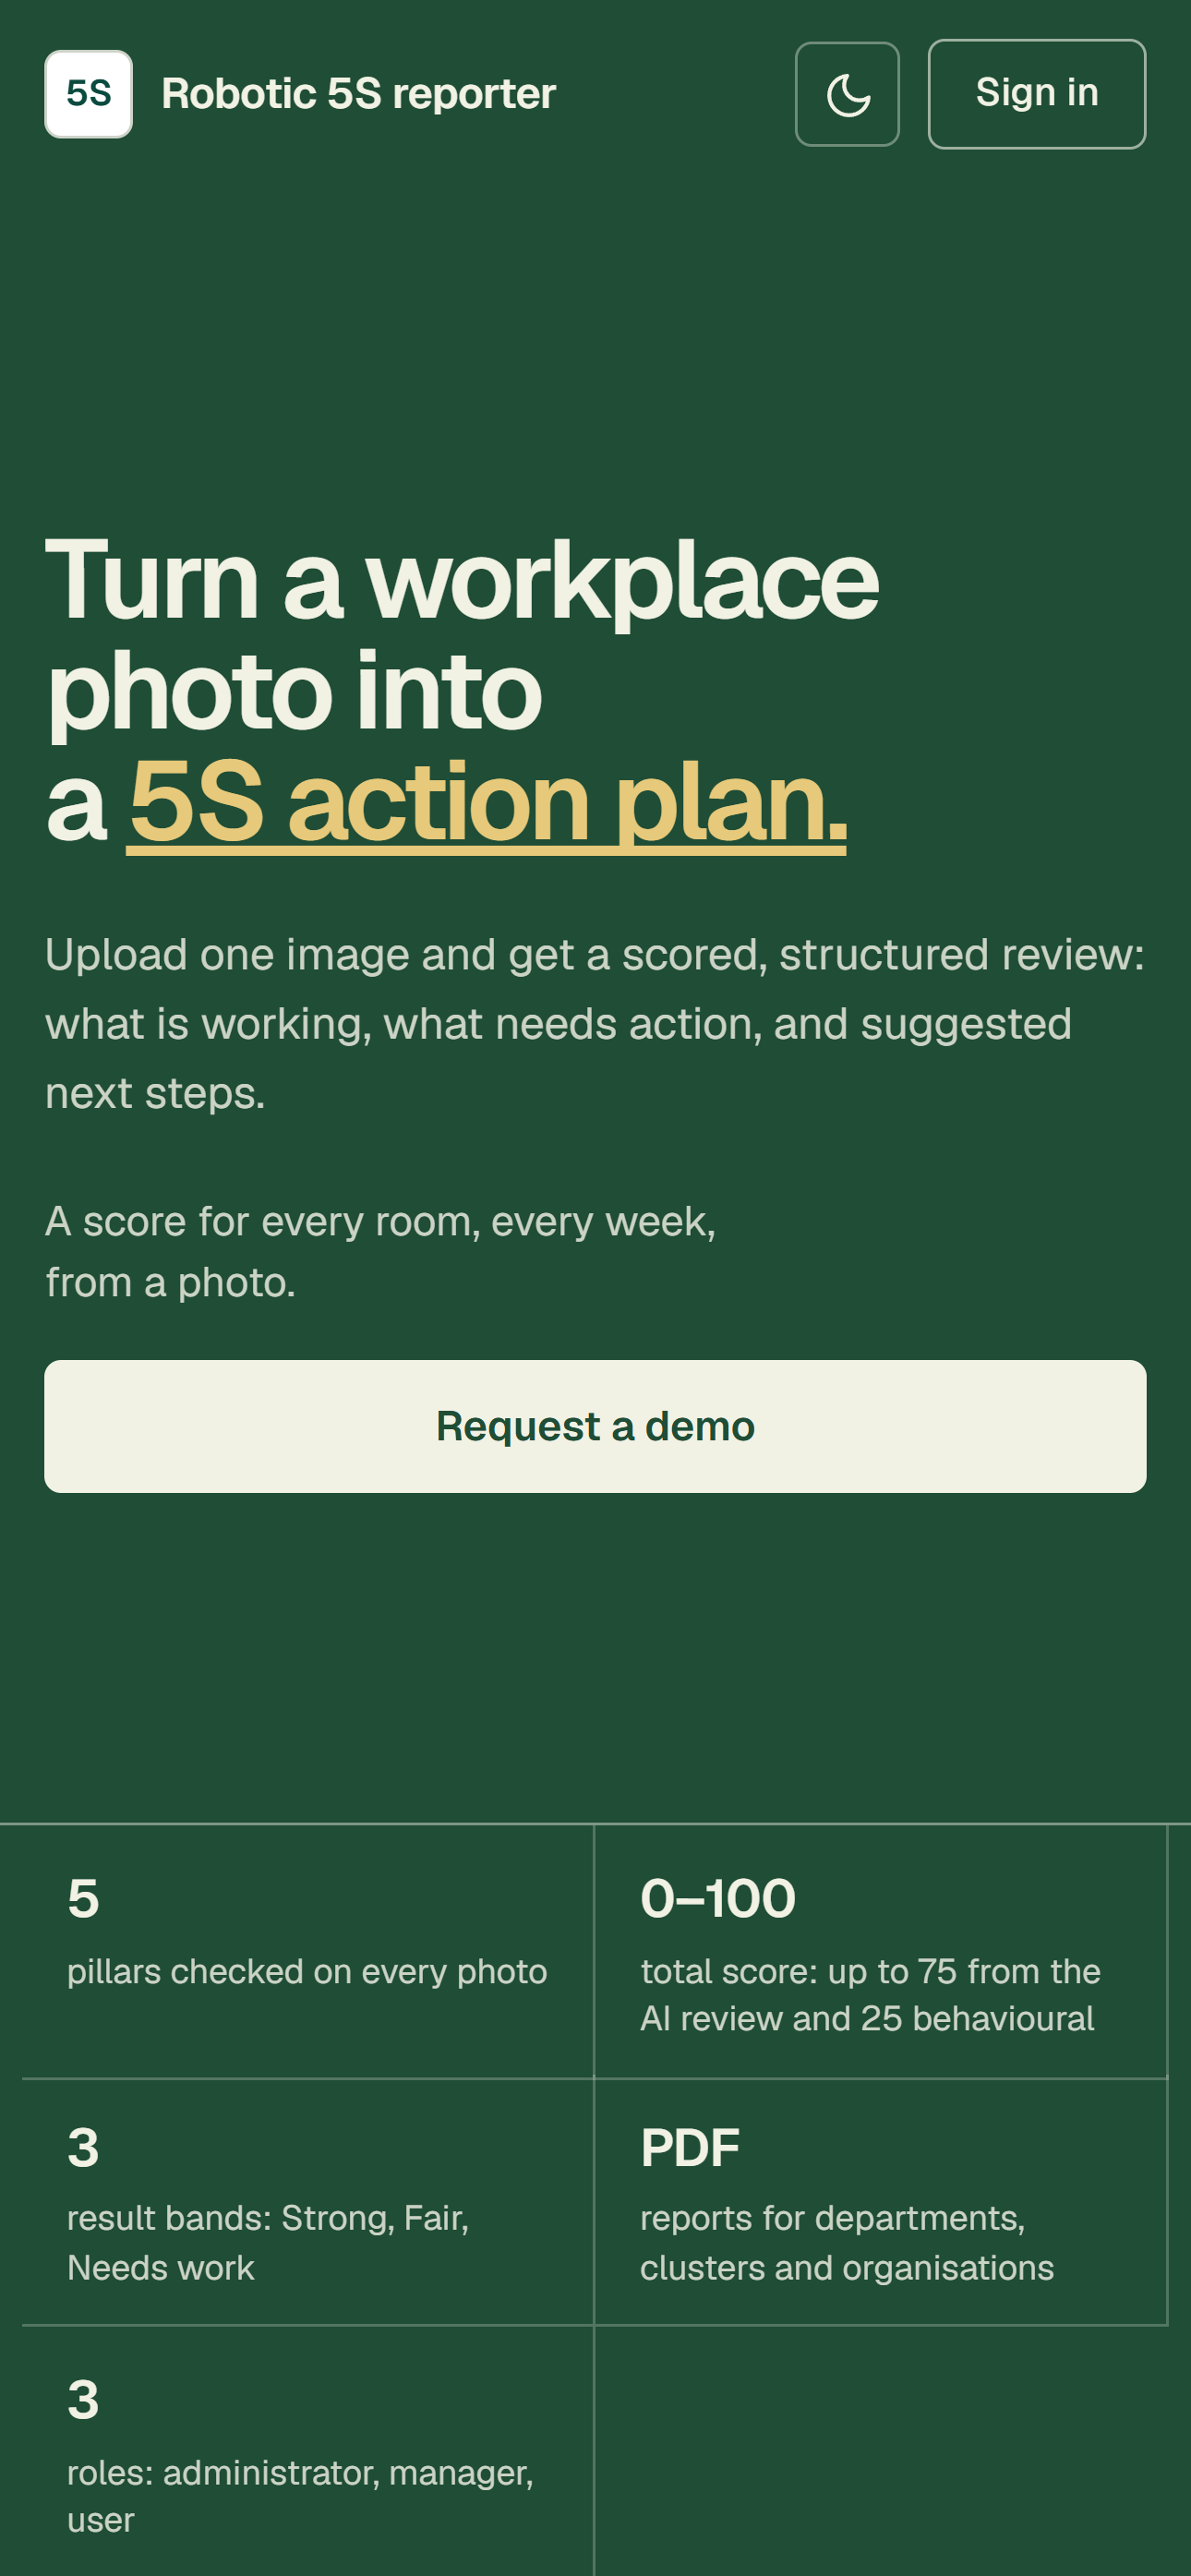 5S
Robotic 5S reporter
Sign in
Turn a workplace
photo into
a 5S action plan.
Upload one image and get a scored, structured review:
what is working, what needs action, and suggested
next steps.
A score for every room, every week,
from a photo.
Request a demo
5
pillars checked on every photo
0–100
total score: up to 75 from the
AI review and 25 behavioural
3
result bands: Strong, Fair,
Needs work
PDF
reports for departments,
clusters and organisations
3
roles: administrator, manager,
user